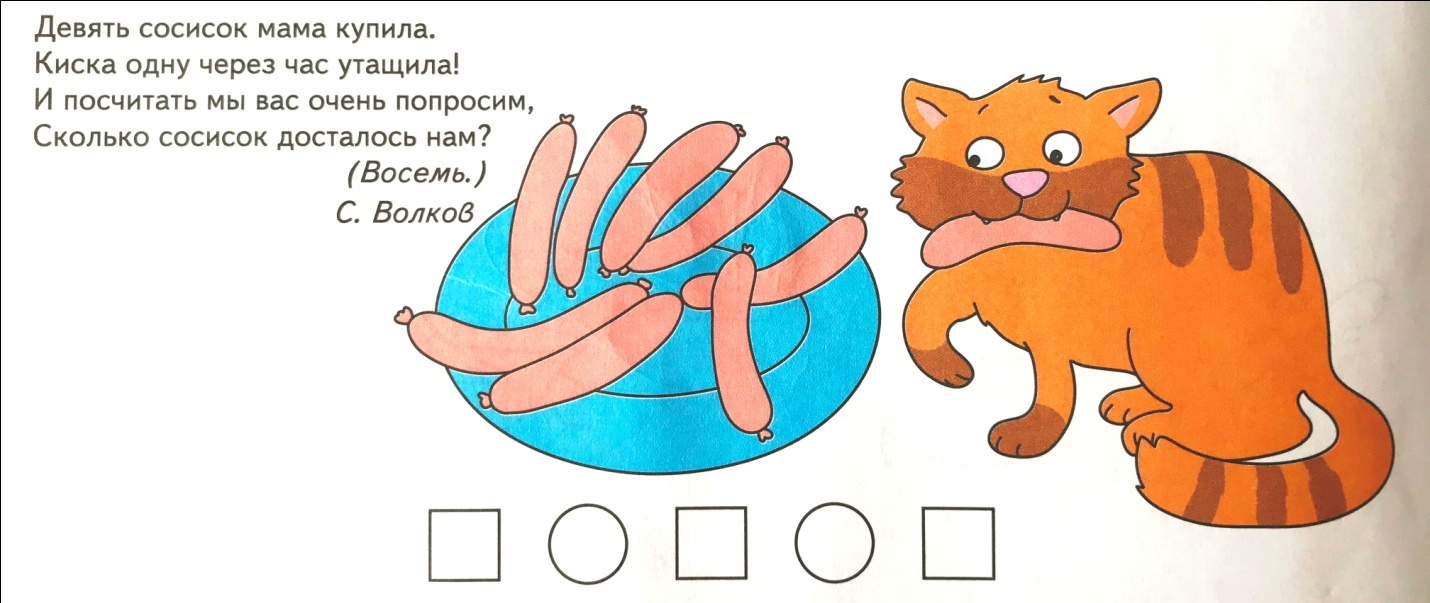 Девять сосисок мама купила.
Киска одну через час утащила!
И посчитать мы вас очень попросим,
Сколько сосисок досталось нам?
(Восемь.)
С. Волков